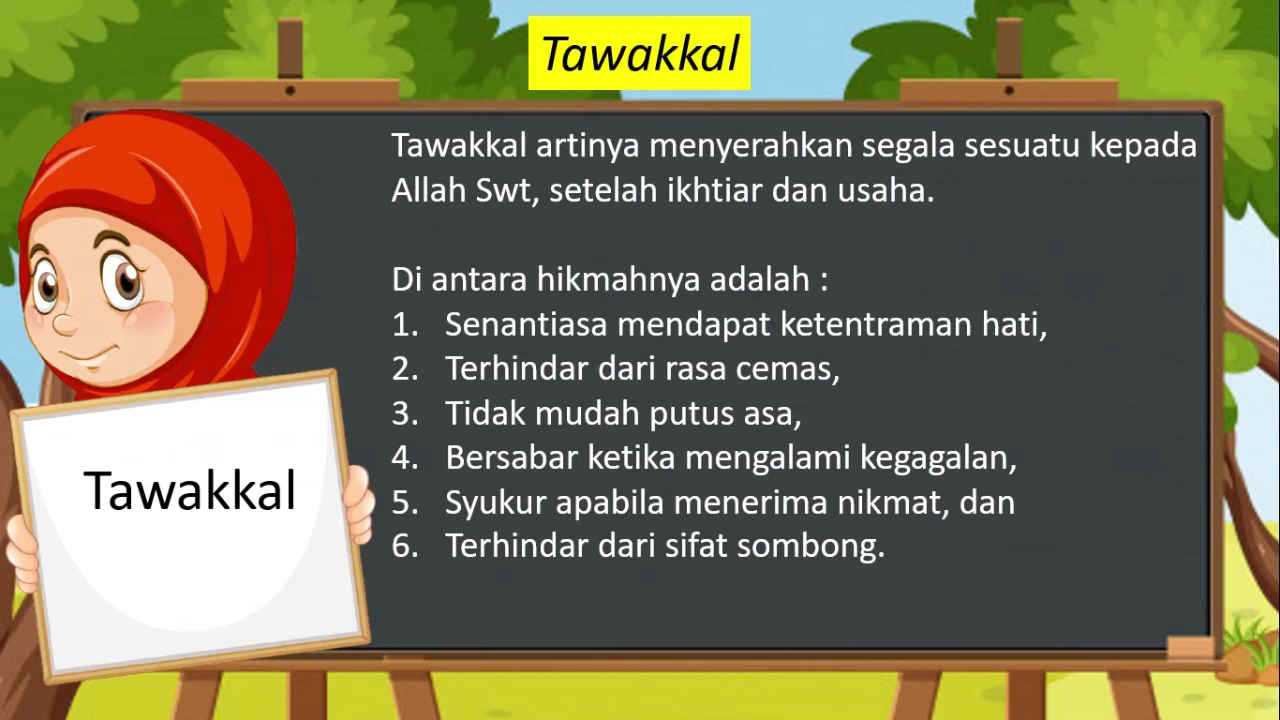 Tawakkal
Tawakkal artinya menyerahkan segala sesuatu kepada
Allah Swt, setelah ikhtiar dan usaha.
Di antara hikmahnya adalah :
1. Senantiasa mendapat ketentraman hati,
2. Terhindar dari rasa cemas,
3. Tidak mudah putus asa,
4. Bersabar ketika mengalami kegagalan,
5. Syukur apabila menerima nikmat, dan
6. Terhindar dari sifat sombong.
Tawakkal